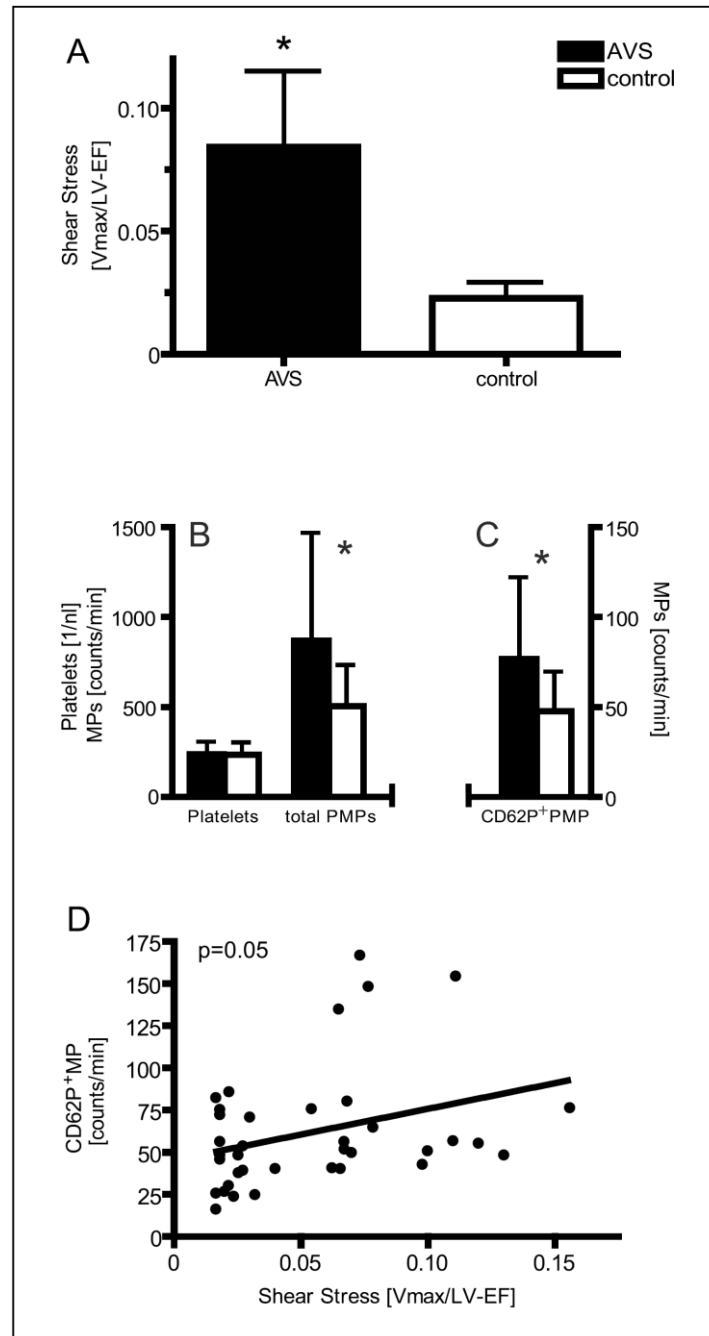 A
*
AVS
control
Shear Stress
[Vmax/LV-EF]
0.10
0.05
0
AVS
control
B
C
*
*
Platelets [1/nl]
MPs [counts/min]
1500
1000
500
0
Platelets
total PMPs
CD62P⁺PMP
150
100
50
0
MPs [counts/min]
D
p=0.05
CD62P⁺MP
[counts/min]
175
150
125
100
75
50
25
0
0
0.05
0.10
0.15
Shear Stress [Vmax/LV-EF]